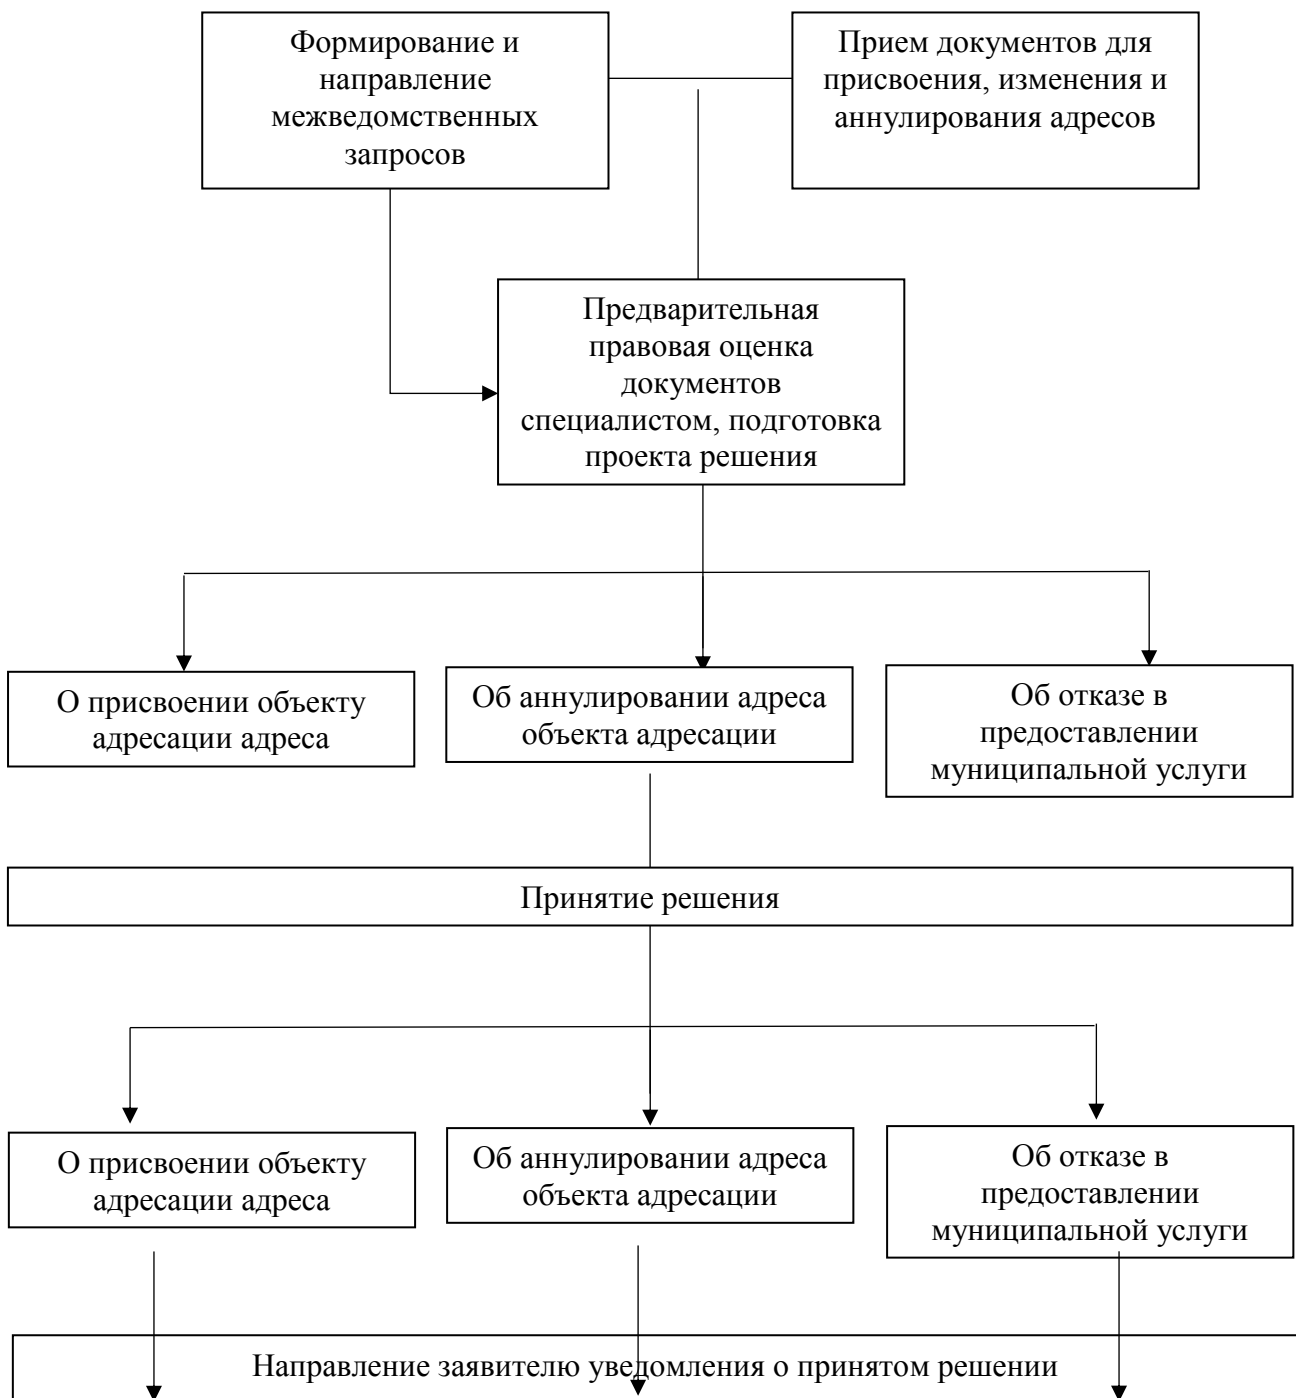 Формирование и
направление
межведомственных
запросов
Прием документов для
присвоения, изменения и
аннулирования адресов
Предварительная
правовая оценка
документов
специалистом, подготовка
проекта решения
О присвоении объекту
адресации адреса
Об аннулировании адреса
объекта адресации
Об отказе в
предоставлении
муниципальной услуги
Принятие решения
О присвоении объекту
адресации адреса
Об аннулировании адреса
объекта адресации
Об отказе в
предоставлении
муниципальной услуги
Направление заявителю уведомления о принятом решении